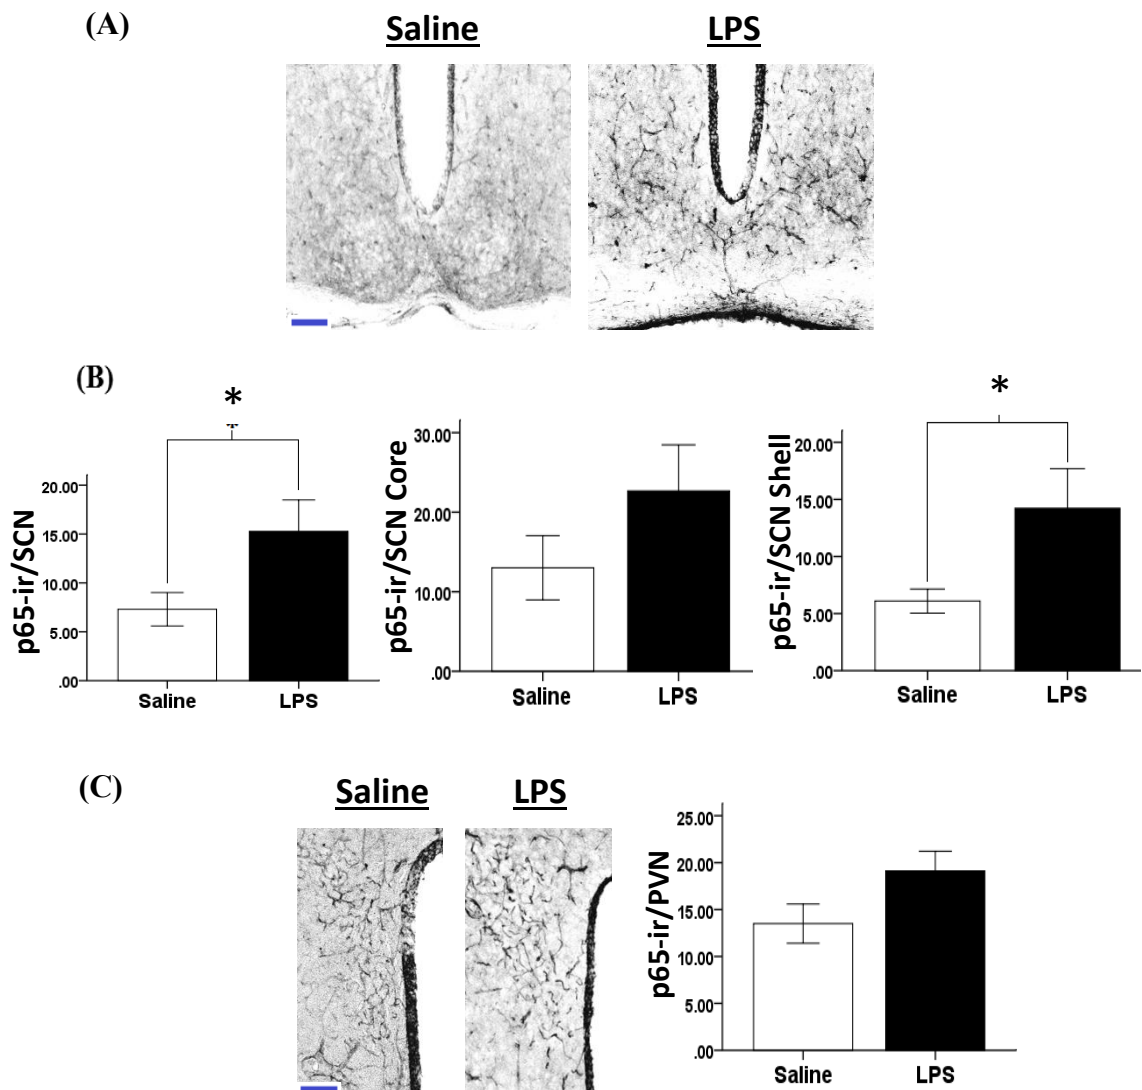 (A)
Saline LPS
(B)
*
*
p65-ir/SCN
20.00
15.00
10.00
5.00
.00
Saline LPS
p65-ir/SCN Core
30.00
20.00
10.00
.00
Saline LPS
*
p65-ir/SCN Shell
20.00
15.00
10.00
5.00
.00
Saline LPS
(C)
Saline LPS
p65-ir/PVN
25.00
20.00
15.00
10.00
5.00
.00
Saline LPS